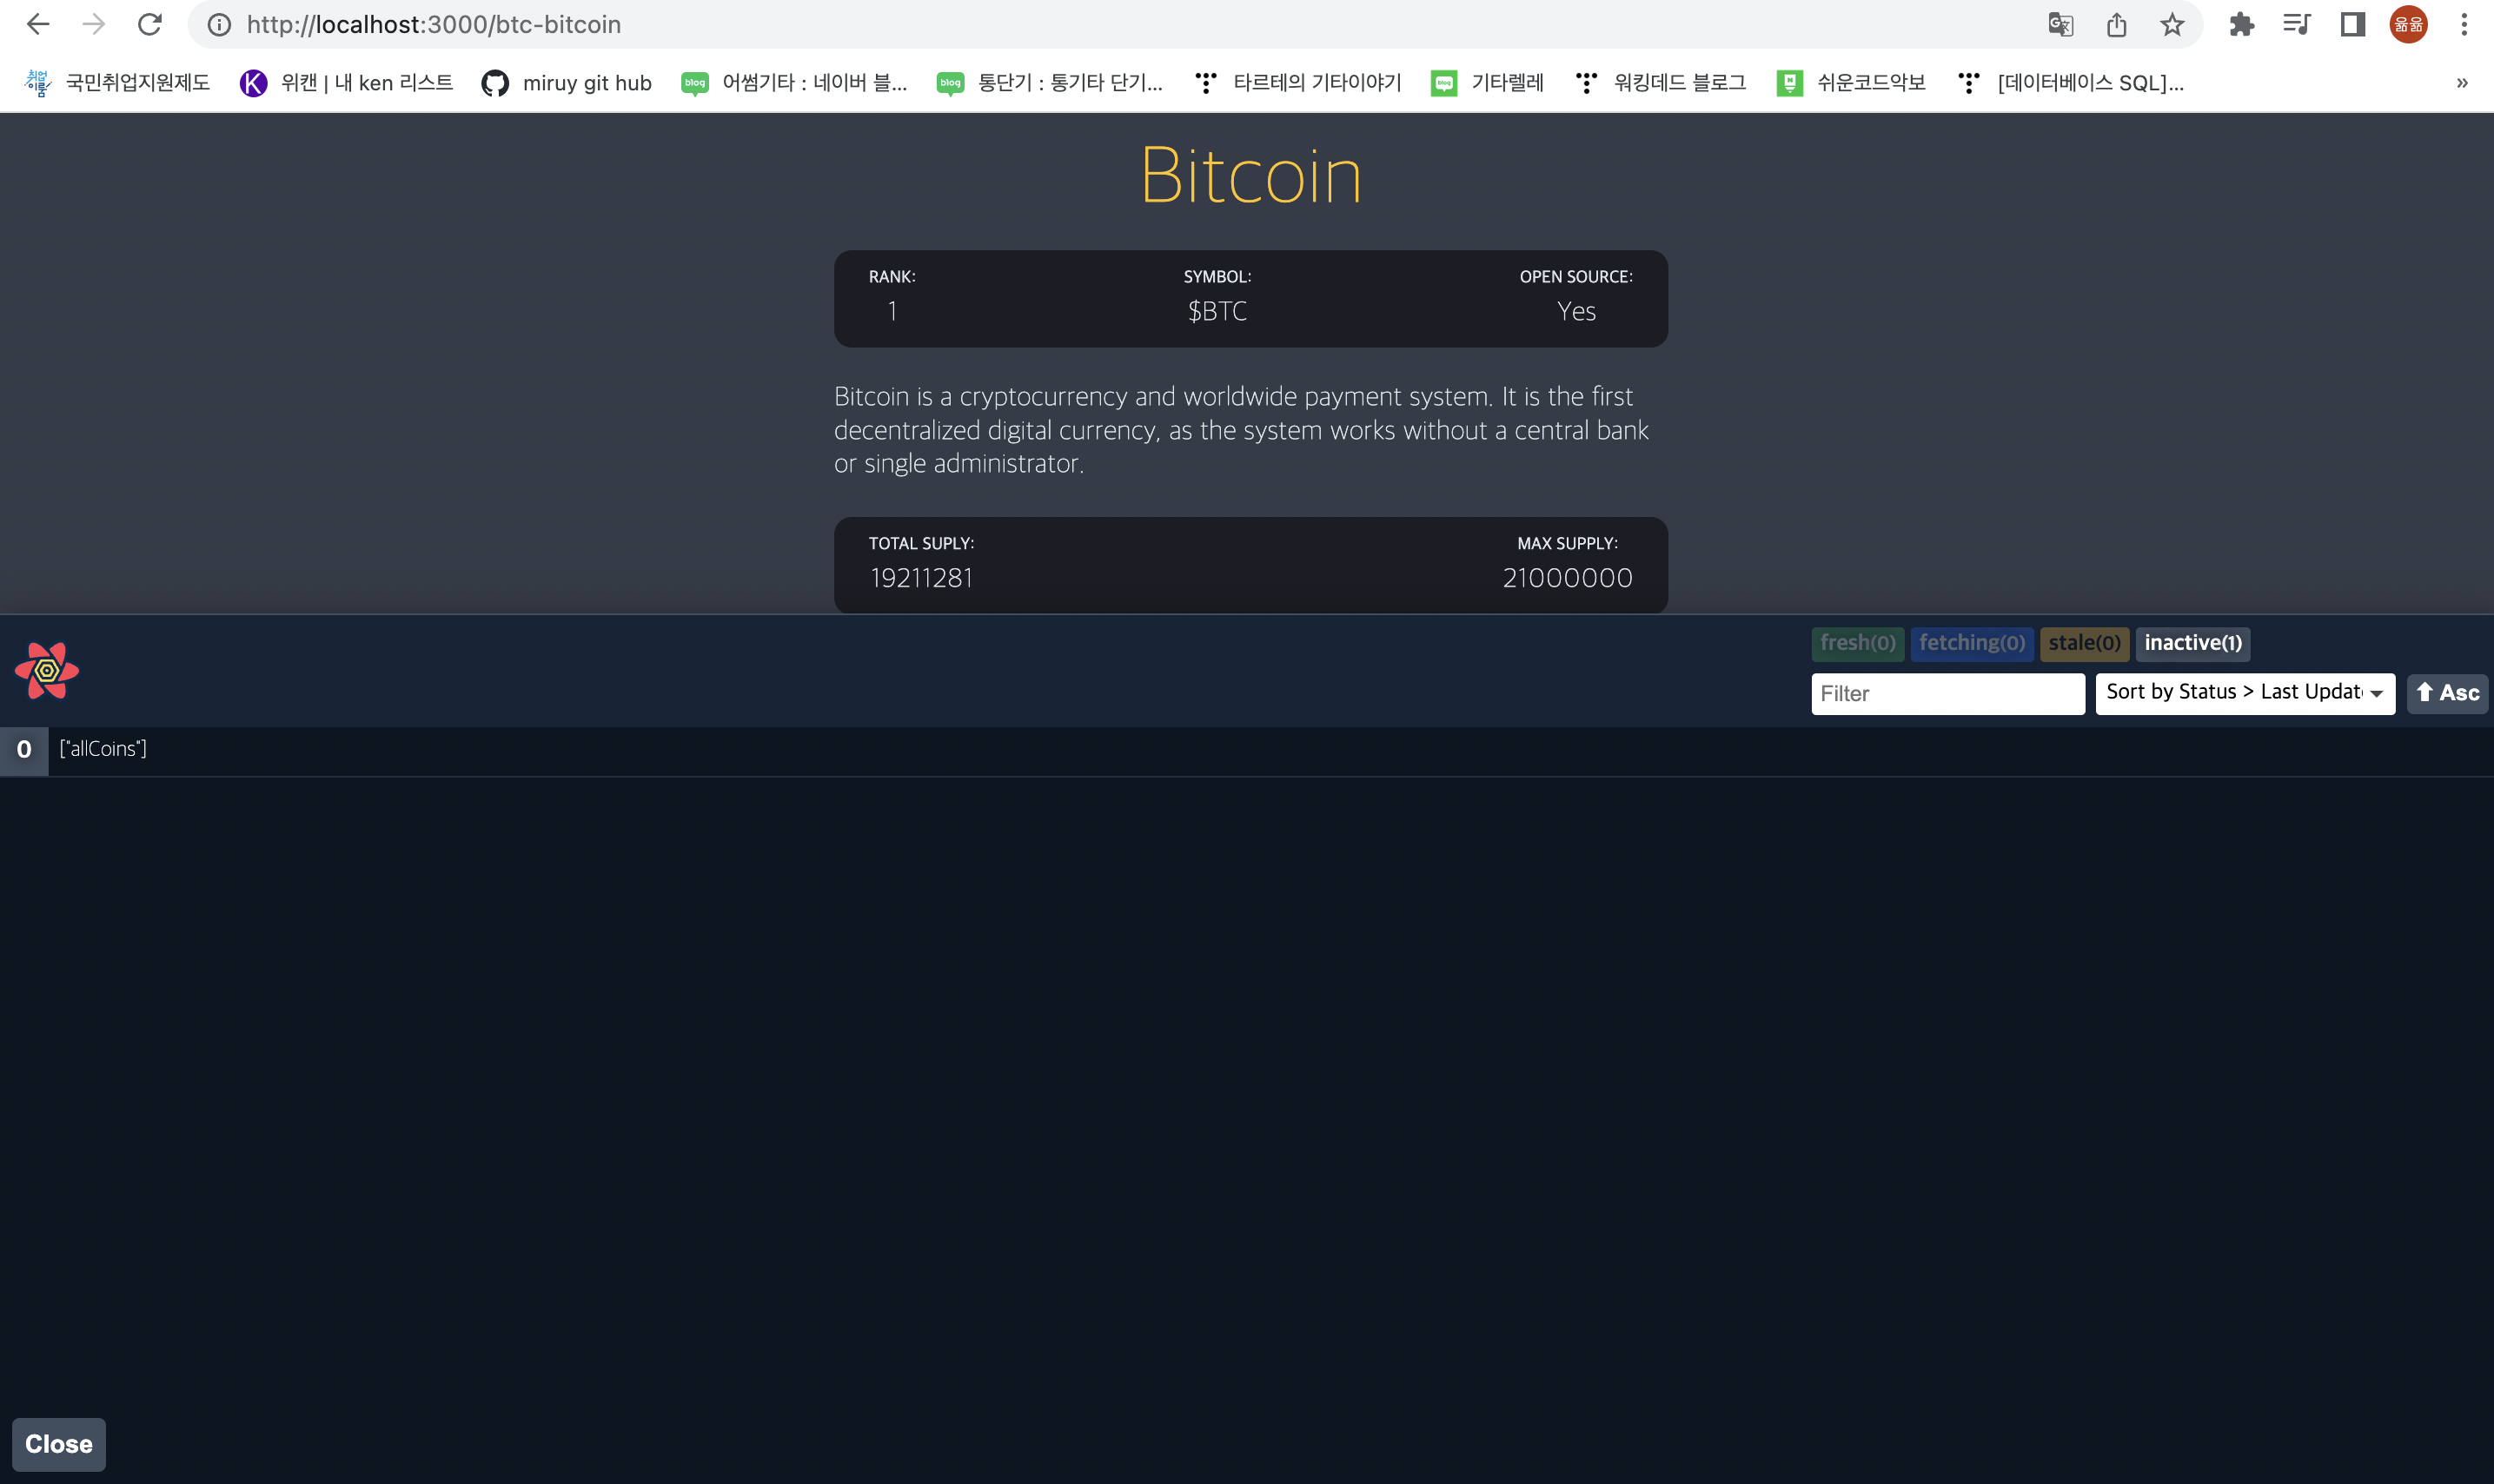 http://localhost:3000/btc-bitcoin
국민취업지원제도
위캔 | 내 ken 리스트
miruy git hub
어썸기타 : 네이버 블...
통단기 : 통기타 단기...
타르테의 기타이야기
기타렐레
워킹데드 블로그
쉬운코드악보
[데이터베이스 SQL]...
»
Bitcoin
RANK:
1
SYMBOL:
$BTC
OPEN SOURCE:
Yes
Bitcoin is a cryptocurrency and worldwide payment system. It is the first
decentralized digital currency, as the system works without a central bank
or single administrator.
TOTAL SUPLY:
19211281
MAX SUPPLY:
21000000
fresh(0) fetching(0) stale(0) inactive(1)
Filter
Sort by Status > Last Updat
Asc
0 ["allCoins"]
Close